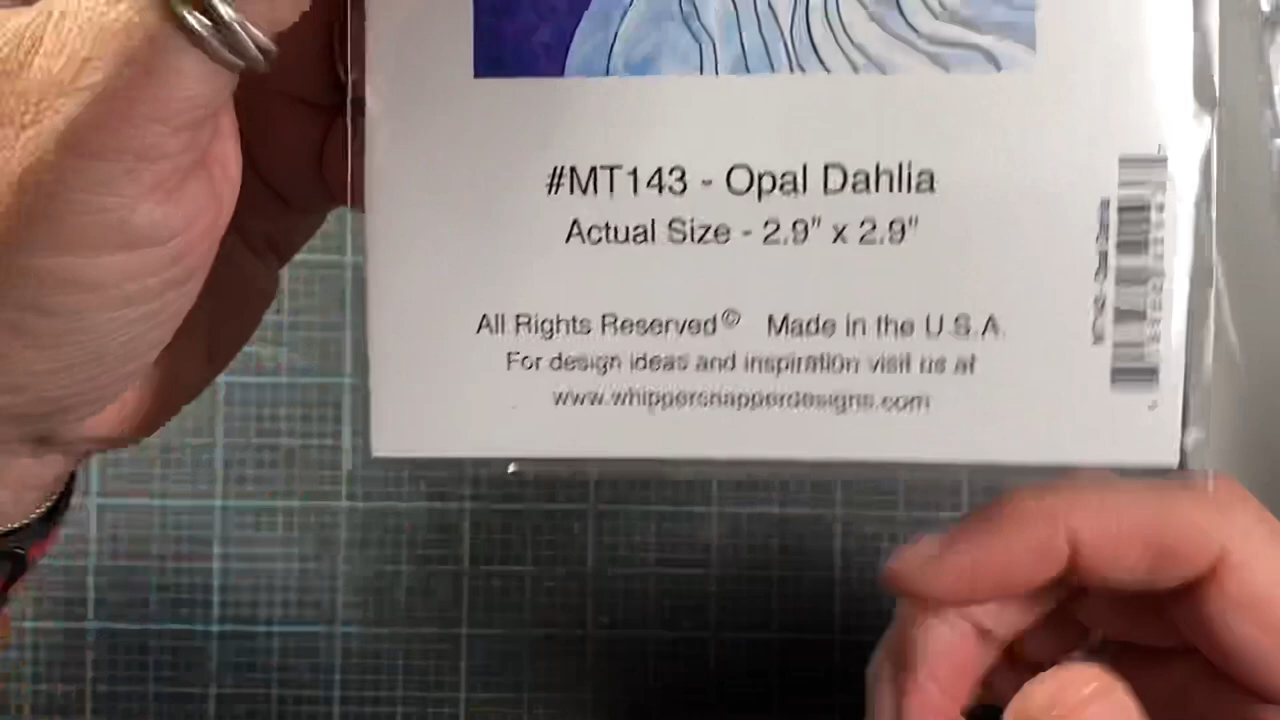 #MT143 - Opal Dahlia
Actual Size - 2.9" x 2.9"
All Rights Reserved© Made in the U.S.A.
For design ideas and inspiration visit us at
www.whippersnapperdesigns.com